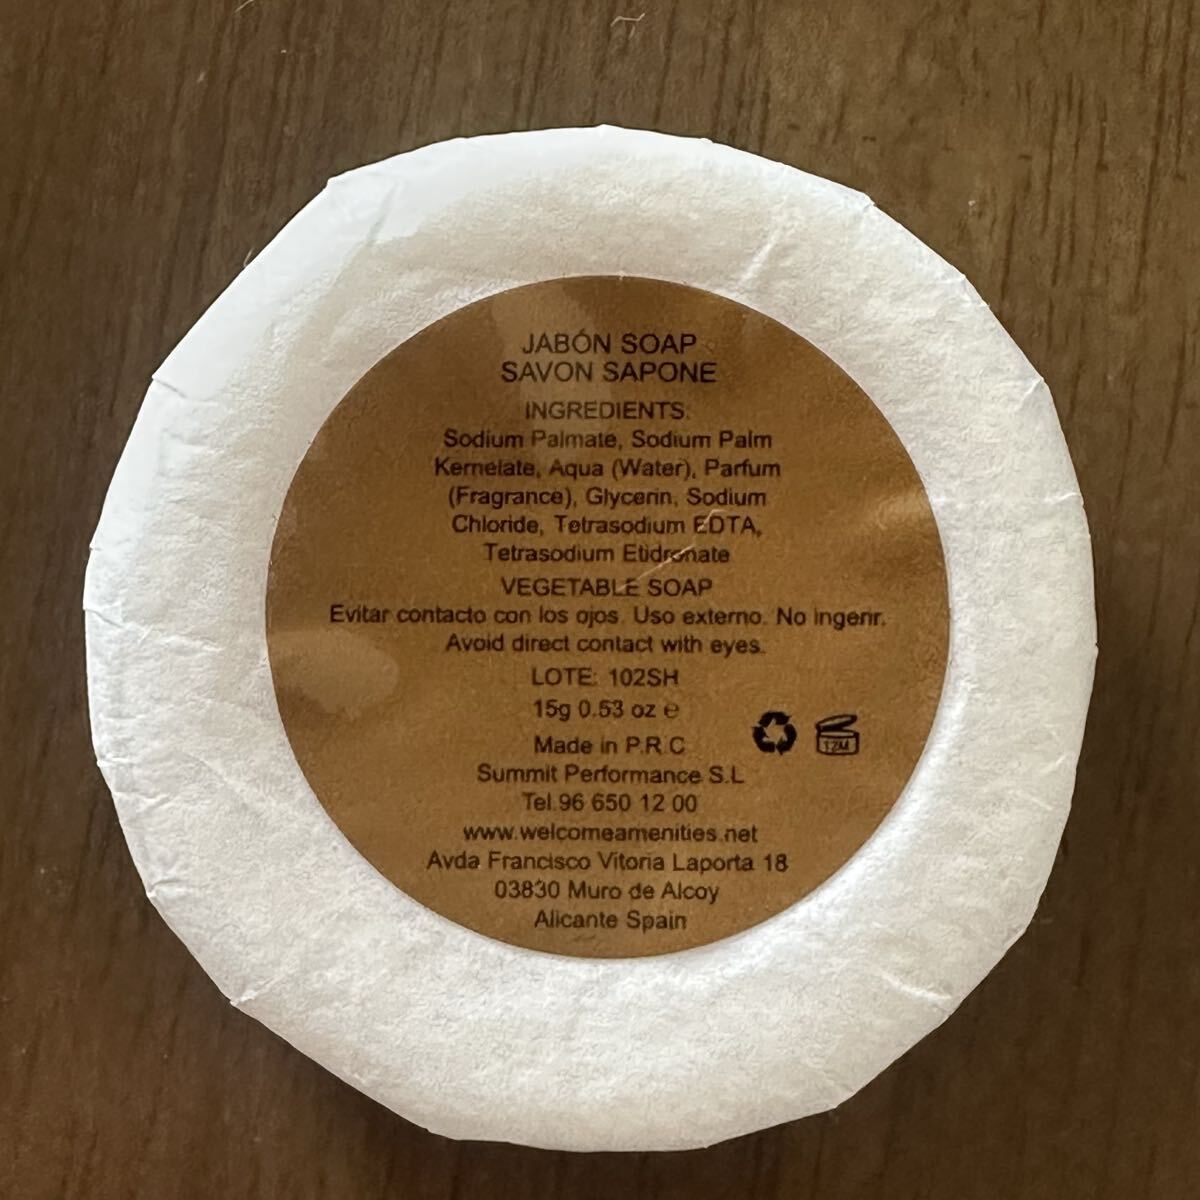 JABÓN SOAP
SAVON SAPONE
INGREDIENTS:
Sodium Palmate, Sodium Palm
Kernelate, Aqua (Water), Parfum
(Fragrance), Glycerin, Sodium
Chloride, Tetrasodium EDTA,
Tetrasodium Etidronate
VEGETABLE SOAP
Evitar contacto con los ojos. Uso externo. No ingerir.
Avoid direct contact with eyes.
LOTE: 102SH
15g 0.53 oz ℮
Made in P.R.C
12M
Summit Performance S.L
Tel.96 650 12 00
www.welcomeamenities.net
Avda Francisco Vitoria Laporta 18
03830 Muro de Alcoy
Alicante Spain